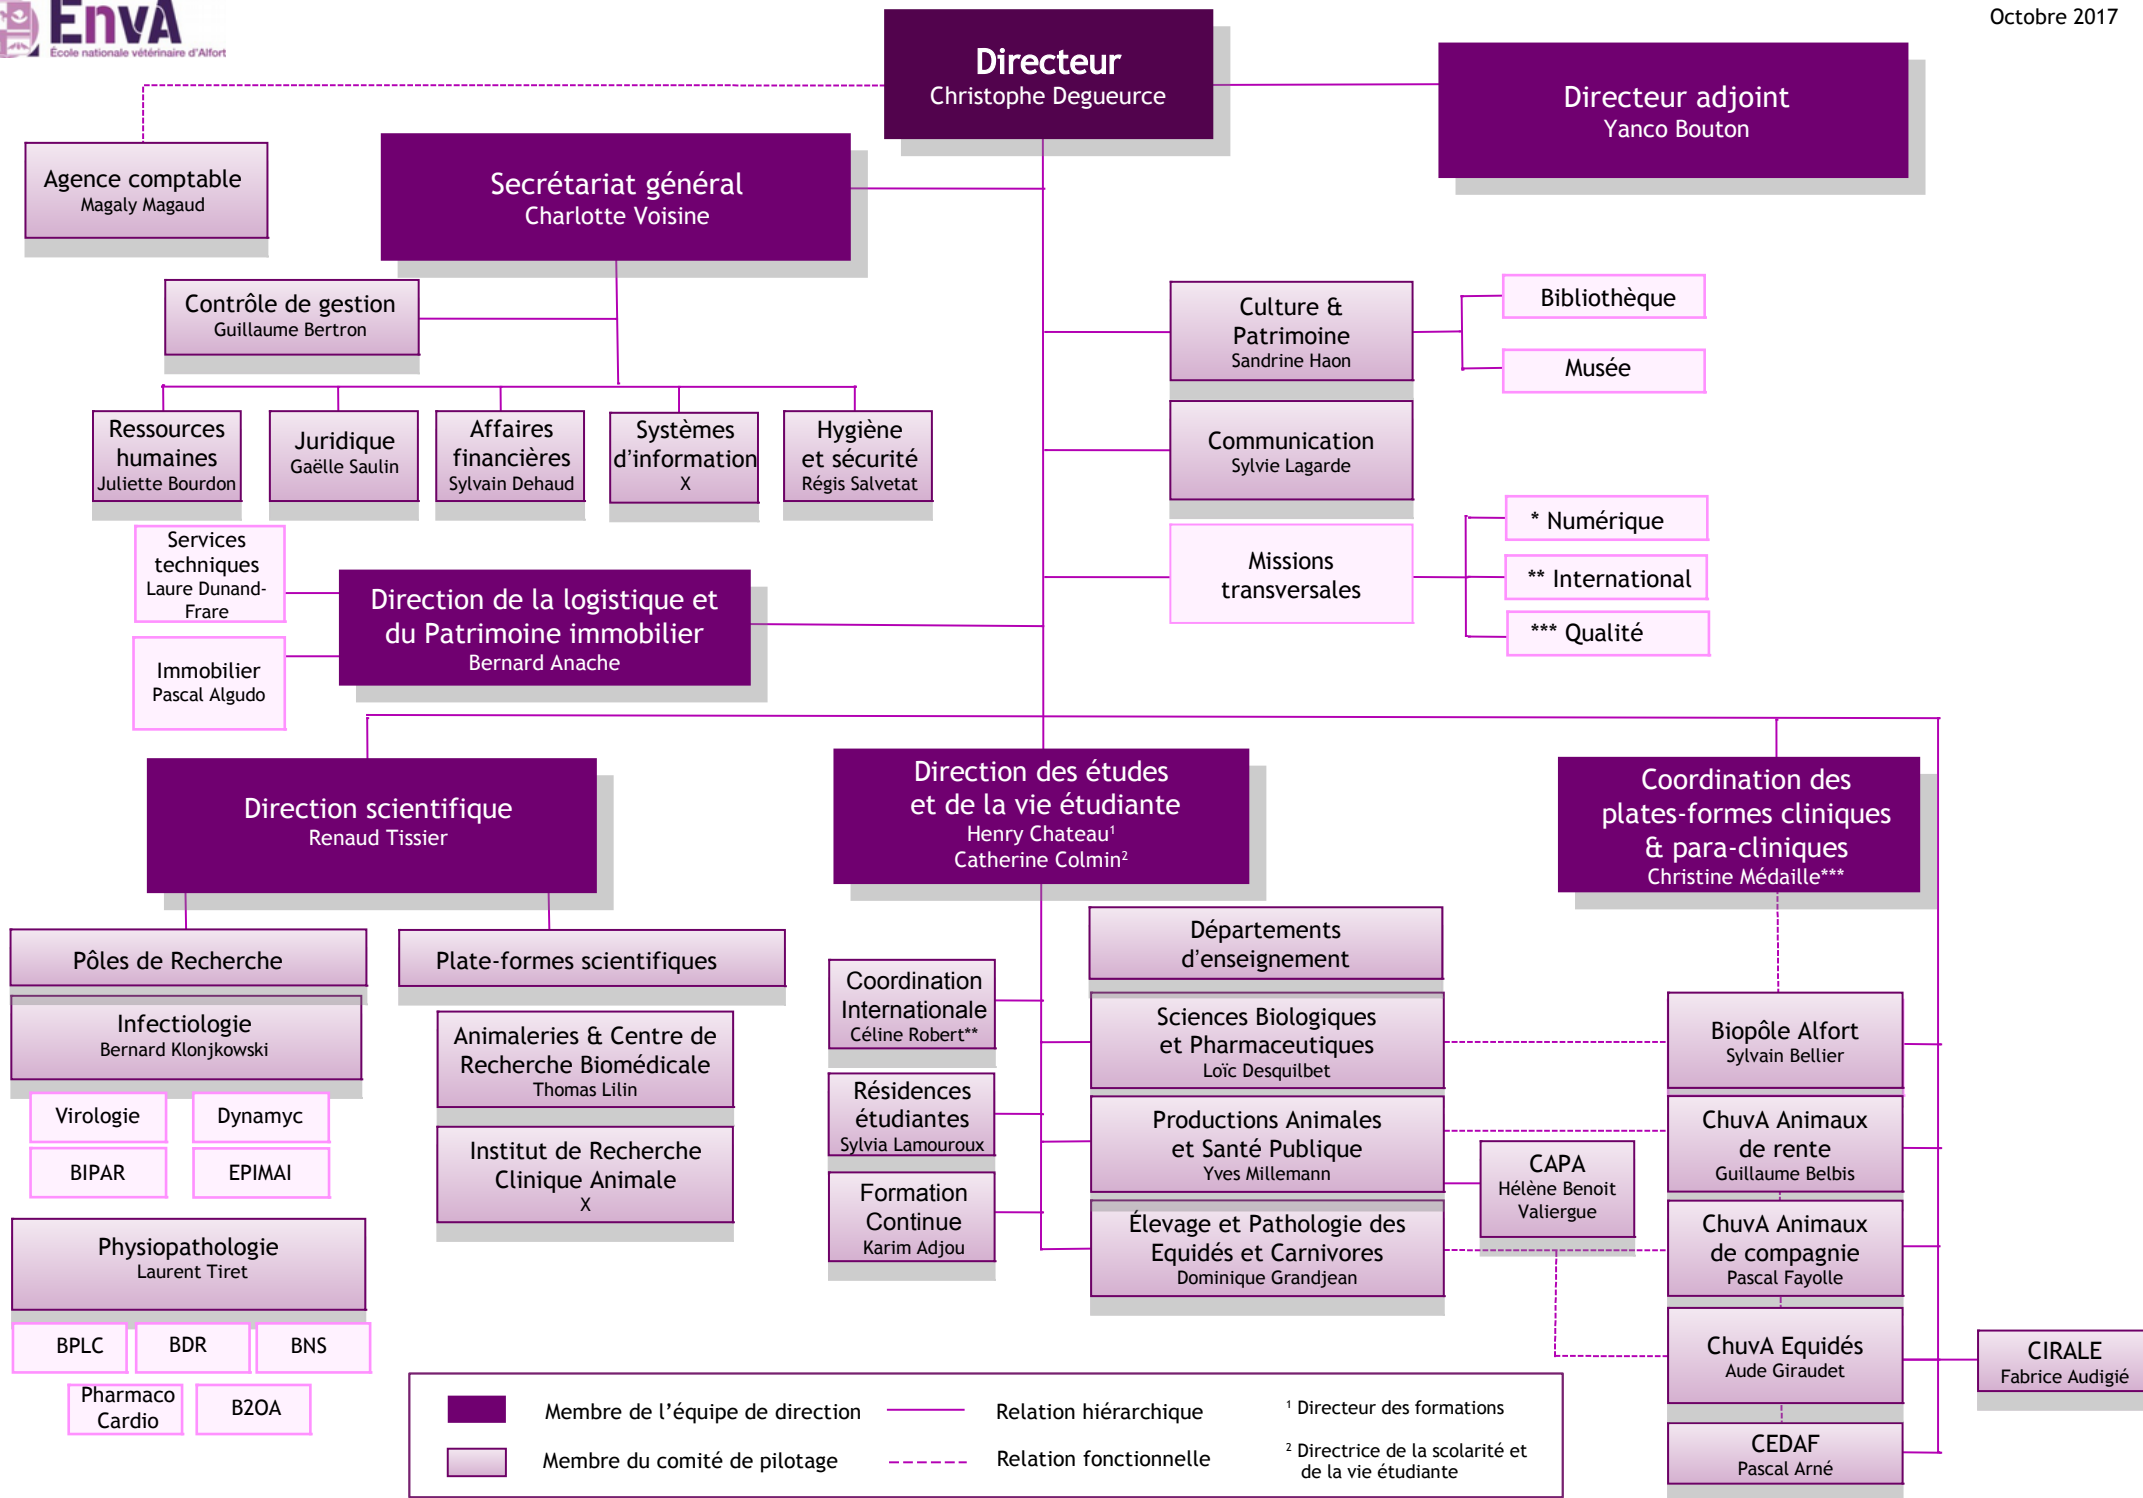 EnvA
École nationale vétérinaire d'Alfort
Octobre 2017
Directeur
Christophe Degueurce
Directeur adjoint
Yanco Bouton
Agence comptable
Magaly Magaud
Secrétariat général
Charlotte Voisine
Contrôle de gestion
Guillaume Bertron
Culture &
Patrimoine
Sandrine Haon
Bibliothèque
Musée
Ressources
humaines
Juliette Bourdon
Juridique
Gaëlle Saulin
Affaires
financières
Sylvain Dehaud
Systèmes
d'information
X
Hygiène
et sécurité
Régis Salvetat
Communication
Sylvie Lagarde
Missions
transversales
* Numérique
** International
*** Qualité
Services
techniques
Laure Dunand-
Frare
Immobilier
Pascal Algudo
Direction de la logistique et
du Patrimoine immobilier
Bernard Anache
Direction scientifique
Renaud Tissier
Direction des études
et de la vie étudiante
Henry Chateau¹
Catherine Colmin²
Coordination des
plates-formes cliniques
& para-cliniques
Christine Médaille***
Pôles de Recherche
Infectiologie
Bernard Klonjkowski
Virologie
Dynamyc
BIPAR
EPIMAI
Physiopathologie
Laurent Tiret
BPLC
BDR
BNS
Pharmaco
Cardio
B2OA
Plate-formes scientifiques
Animaleries & Centre de
Recherche Biomédicale
Thomas Lilin
Institut de Recherche
Clinique Animale
X
Coordination
Internationale
Céline Robert**
Résidences
étudiantes
Sylvia Lamouroux
Formation
Continue
Karim Adjou
Départements
d'enseignement
Sciences Biologiques
et Pharmaceutiques
Loïc Desquilbet
Productions Animales
et Santé Publique
Yves Millemann
Élevage et Pathologie des
Equidés et Carnivores
Dominique Grandjean
CAPA
Hélène Benoit
Valiergue
Biopôle Alfort
Sylvain Bellier
ChuvA Animaux
de rente
Guillaume Belbis
ChuvA Animaux
de compagnie
Pascal Fayolle
ChuvA Equidés
Aude Giraudet
CEDAF
Pascal Arné
CIRALE
Fabrice Audigié
Membre de l'équipe de direction
Relation hiérarchique
¹ Directeur des formations
Membre du comité de pilotage
Relation fonctionnelle
² Directrice de la scolarité et
de la vie étudiante